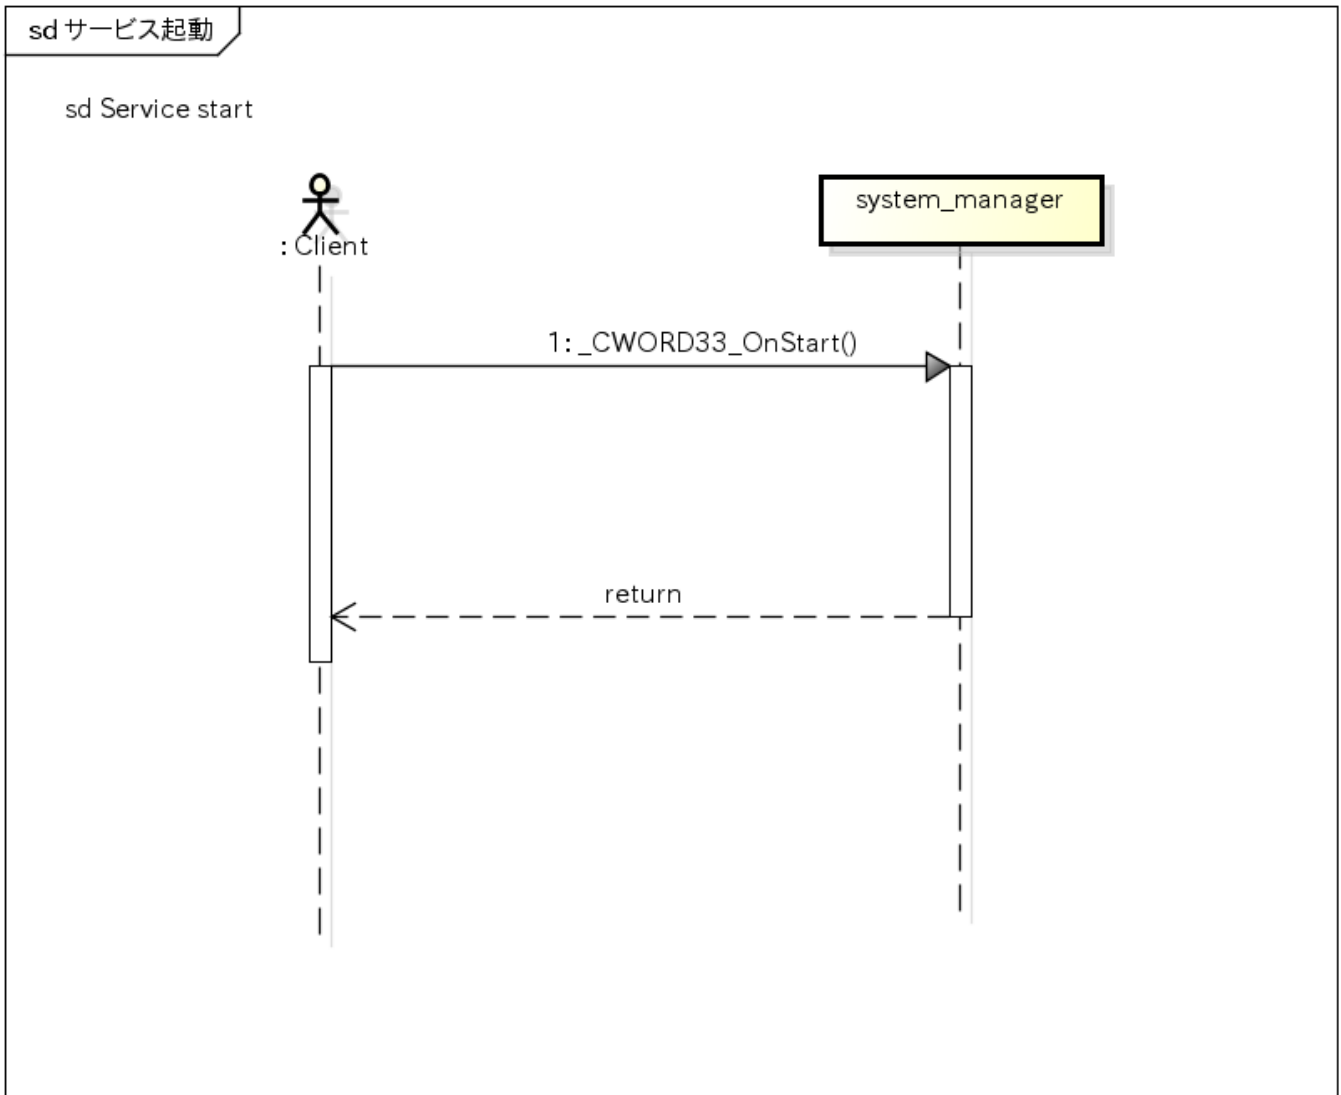 sd サービス起動
sd Service start
: Client
system_manager
1: _CWORD33_OnStart()
return